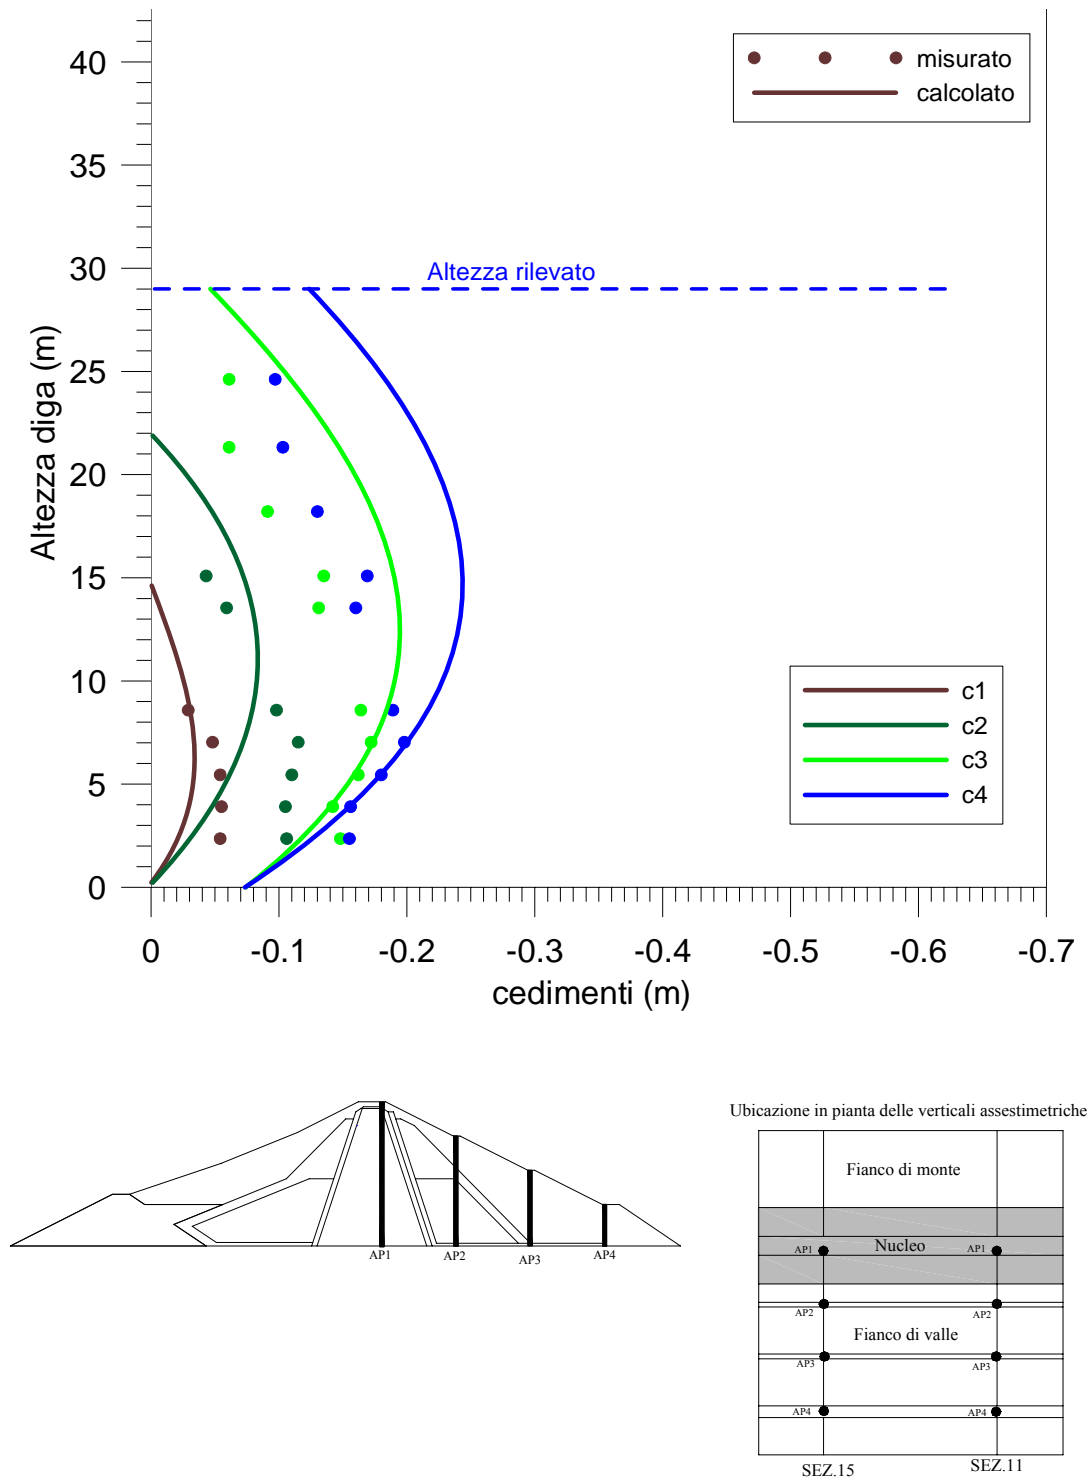 40
35
30
25
20
15
10
5
0
Altezza diga (m)
misurato
calcolato
Altezza rilevato
c1
c2
c3
c4
0 -0.1 -0.2 -0.3 -0.4 -0.5 -0.6 -0.7
cedimenti (m)
AP1 AP2 AP3 AP4
Ubicazione in pianta delle verticali assestimetriche
Fianco di monte
AP1 Nucleo AP1
AP2 AP2
Fianco di valle
AP3 AP3
AP4 AP4
SEZ.15 SEZ.11